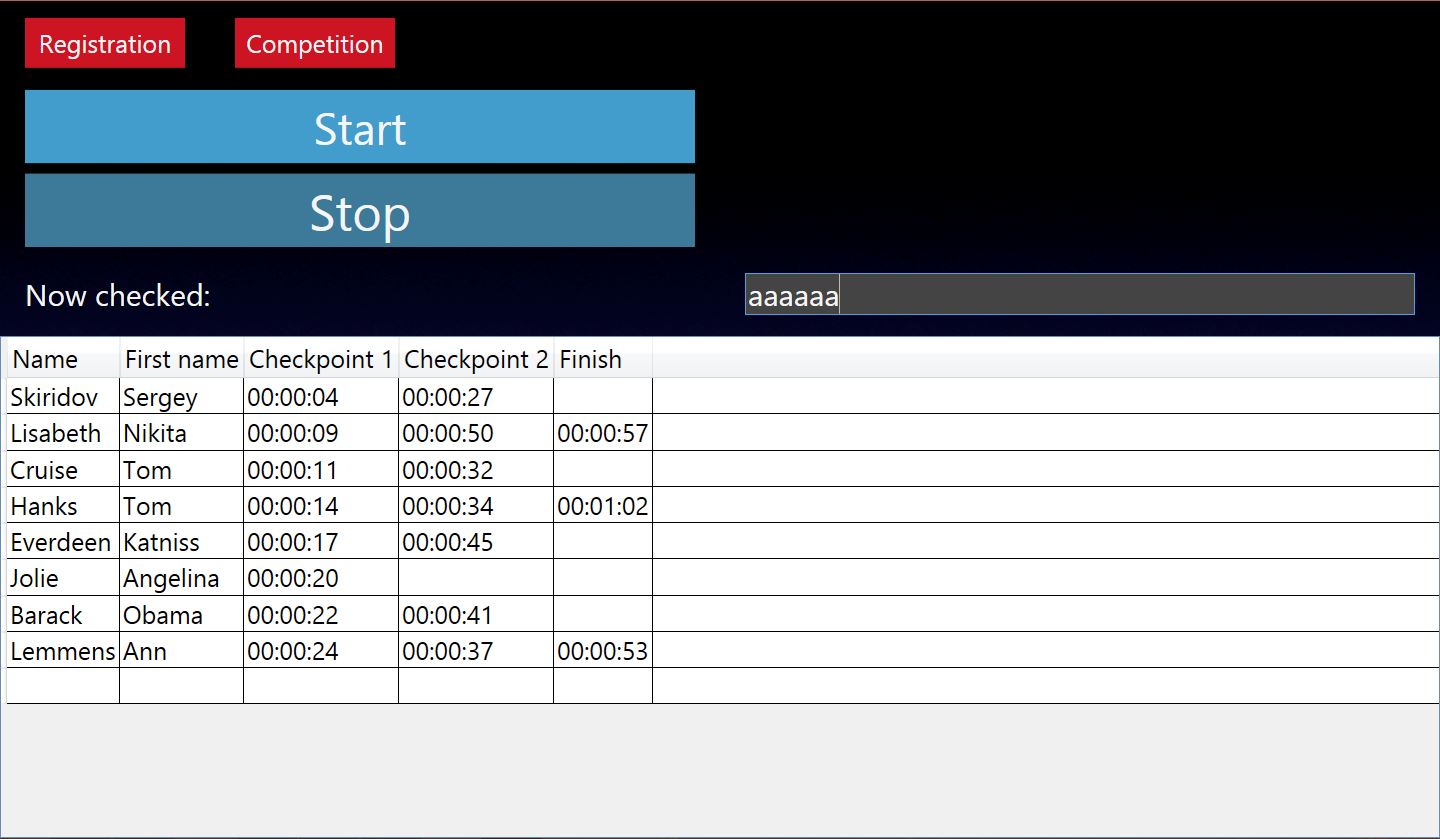 Registration Competition
Start
Stop
Now checked: aaaaaa
Name First name Checkpoint 1 Checkpoint 2 Finish
Skiridov Sergey 00:00:04 00:00:27
Lisabeth Nikita 00:00:09 00:00:50 00:00:57
Cruise Tom 00:00:11 00:00:32
Hanks Tom 00:00:14 00:00:34 00:01:02
Everdeen Katniss 00:00:17 00:00:45
Jolie Angelina 00:00:20
Barack Obama 00:00:22 00:00:41
Lemmens Ann 00:00:24 00:00:37 00:00:53